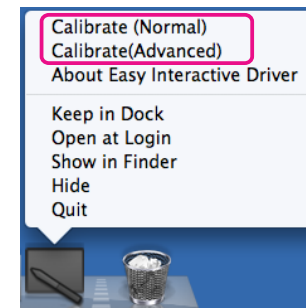 Calibrate (Normal)
Calibrate(Advanced)
About Easy Interactive Driver
Keep in Dock
Open at Login
Show in Finder
Hide
Quit